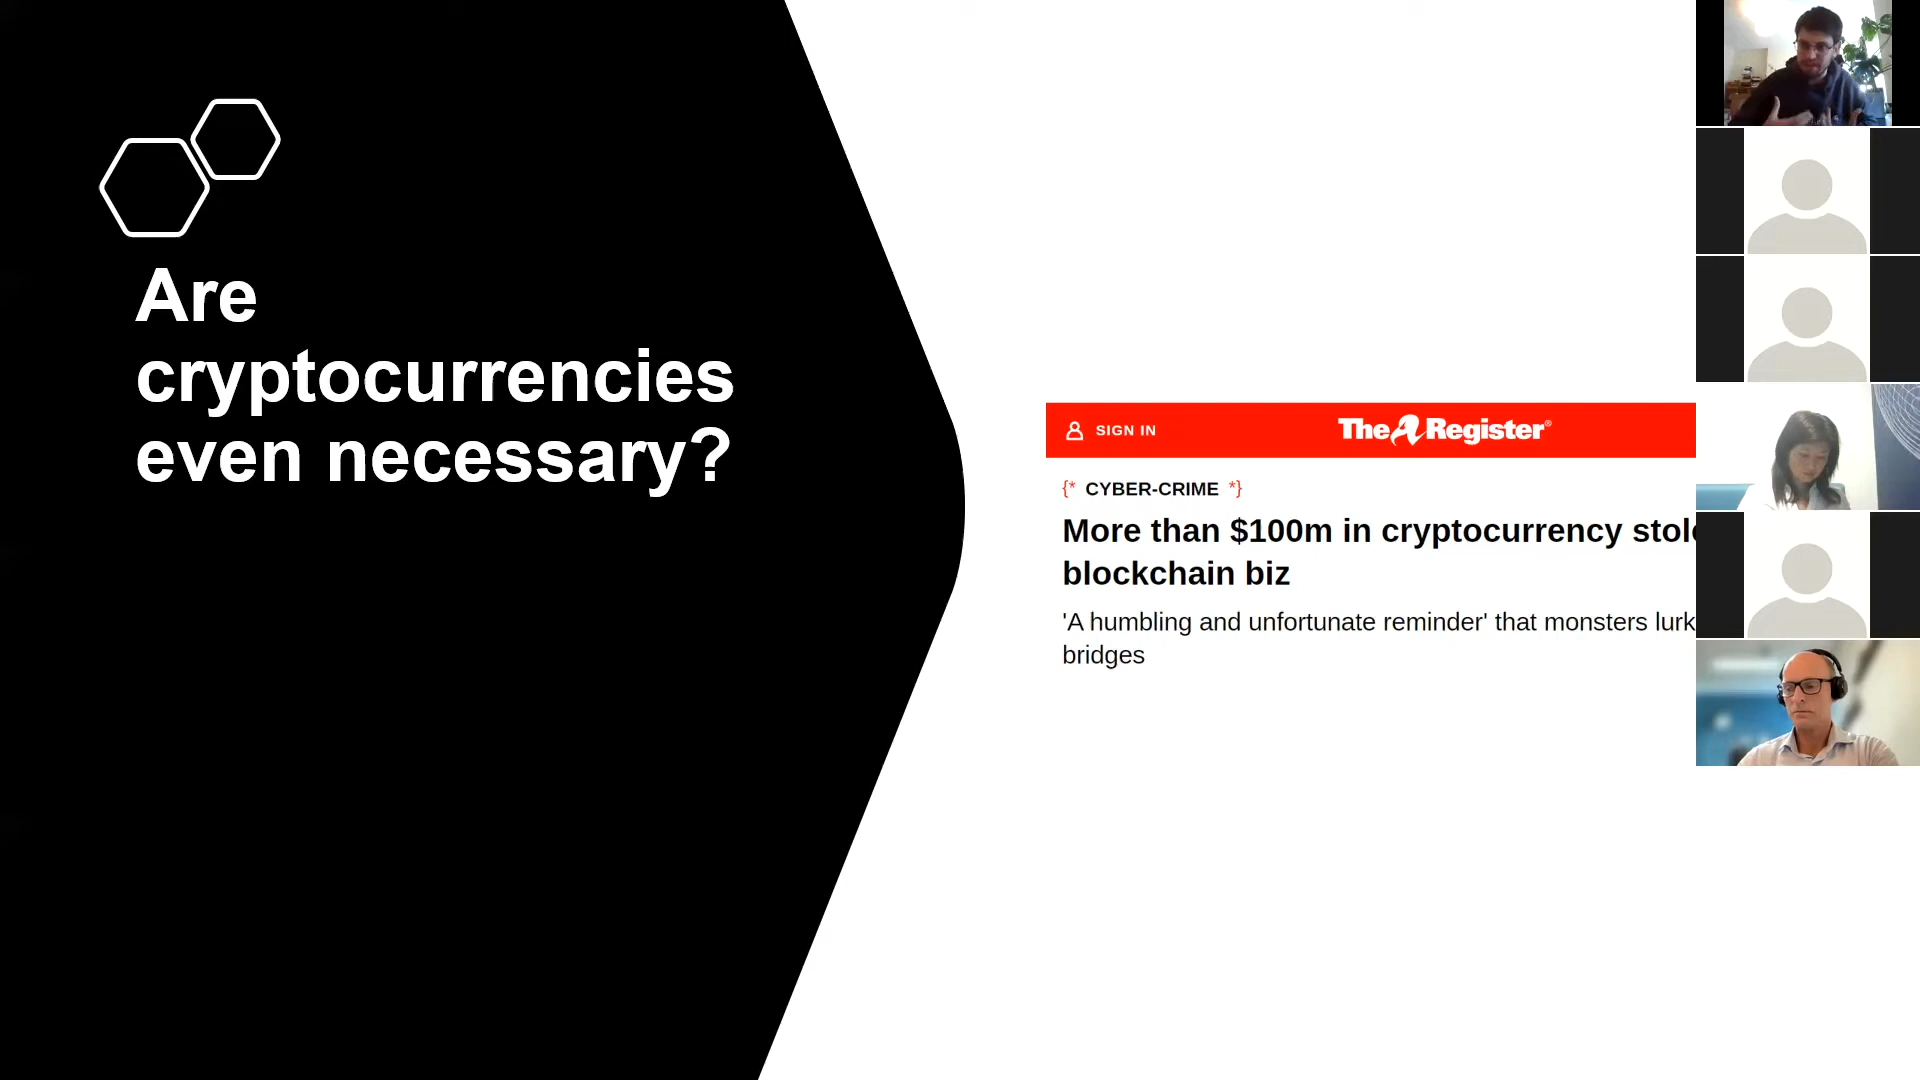 Are
cryptocurrencies
even necessary?
SIGN IN
The Register®
{* CYBER-CRIME *}
More than $100m in cryptocurrency
blockchain biz
'A humbling and unfortunate reminder' that monsters lurk
bridges